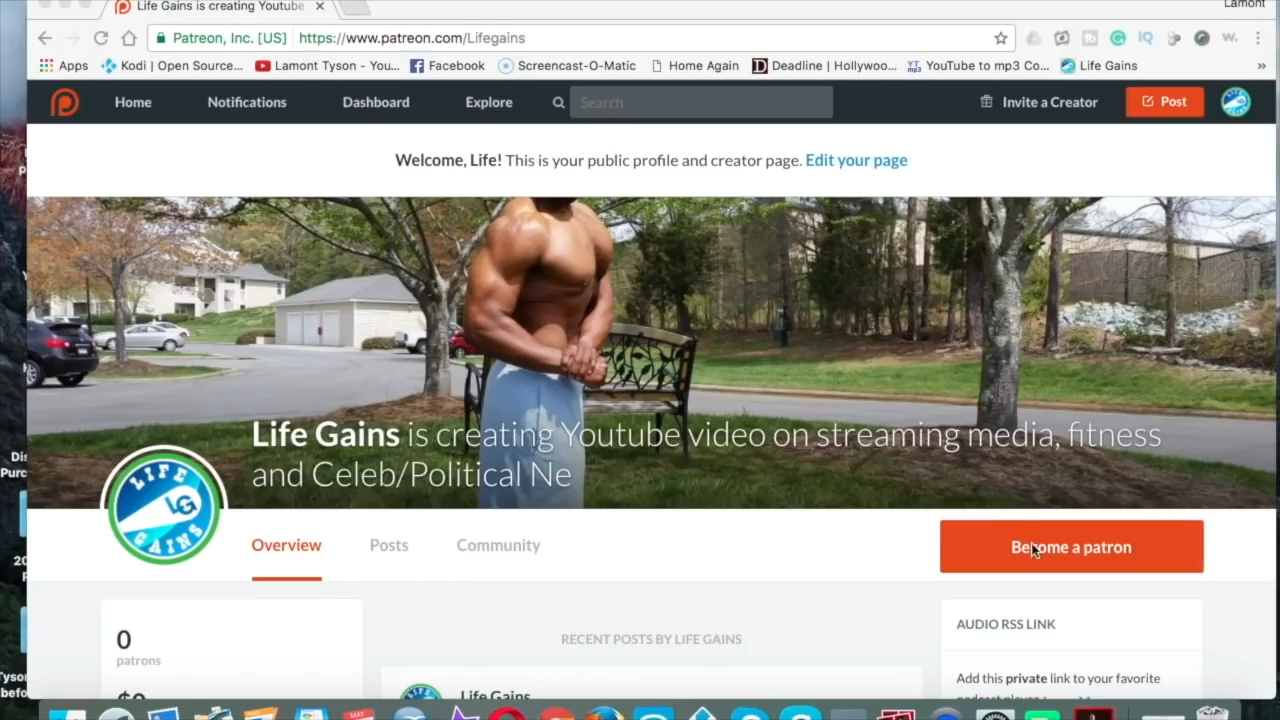 Life Gains is creating Youtube
Lamont
Patreon, Inc. [US]
https://www.patreon.com/Lifegains
Apps
Kodi | Open Source...
Lamont Tyson - You...
Facebook
Screencast-O-Matic
Home Again
Deadline | Hollywoo...
YouTube to mp3 Co...
Life Gains
Home
Notifications
Dashboard
Explore
Search
Invite a Creator
Post
Welcome, Life! This is your public profile and creator page. Edit your page
Life Gains is creating Youtube video on streaming media, fitness
and Celeb/Political Ne
LIFE
LG
GAINS
Overview
Posts
Community
Become a patron
0
patrons
RECENT POSTS BY LIFE GAINS
Life Gains
AUDIO RSS LINK
Add this private link to your favorite